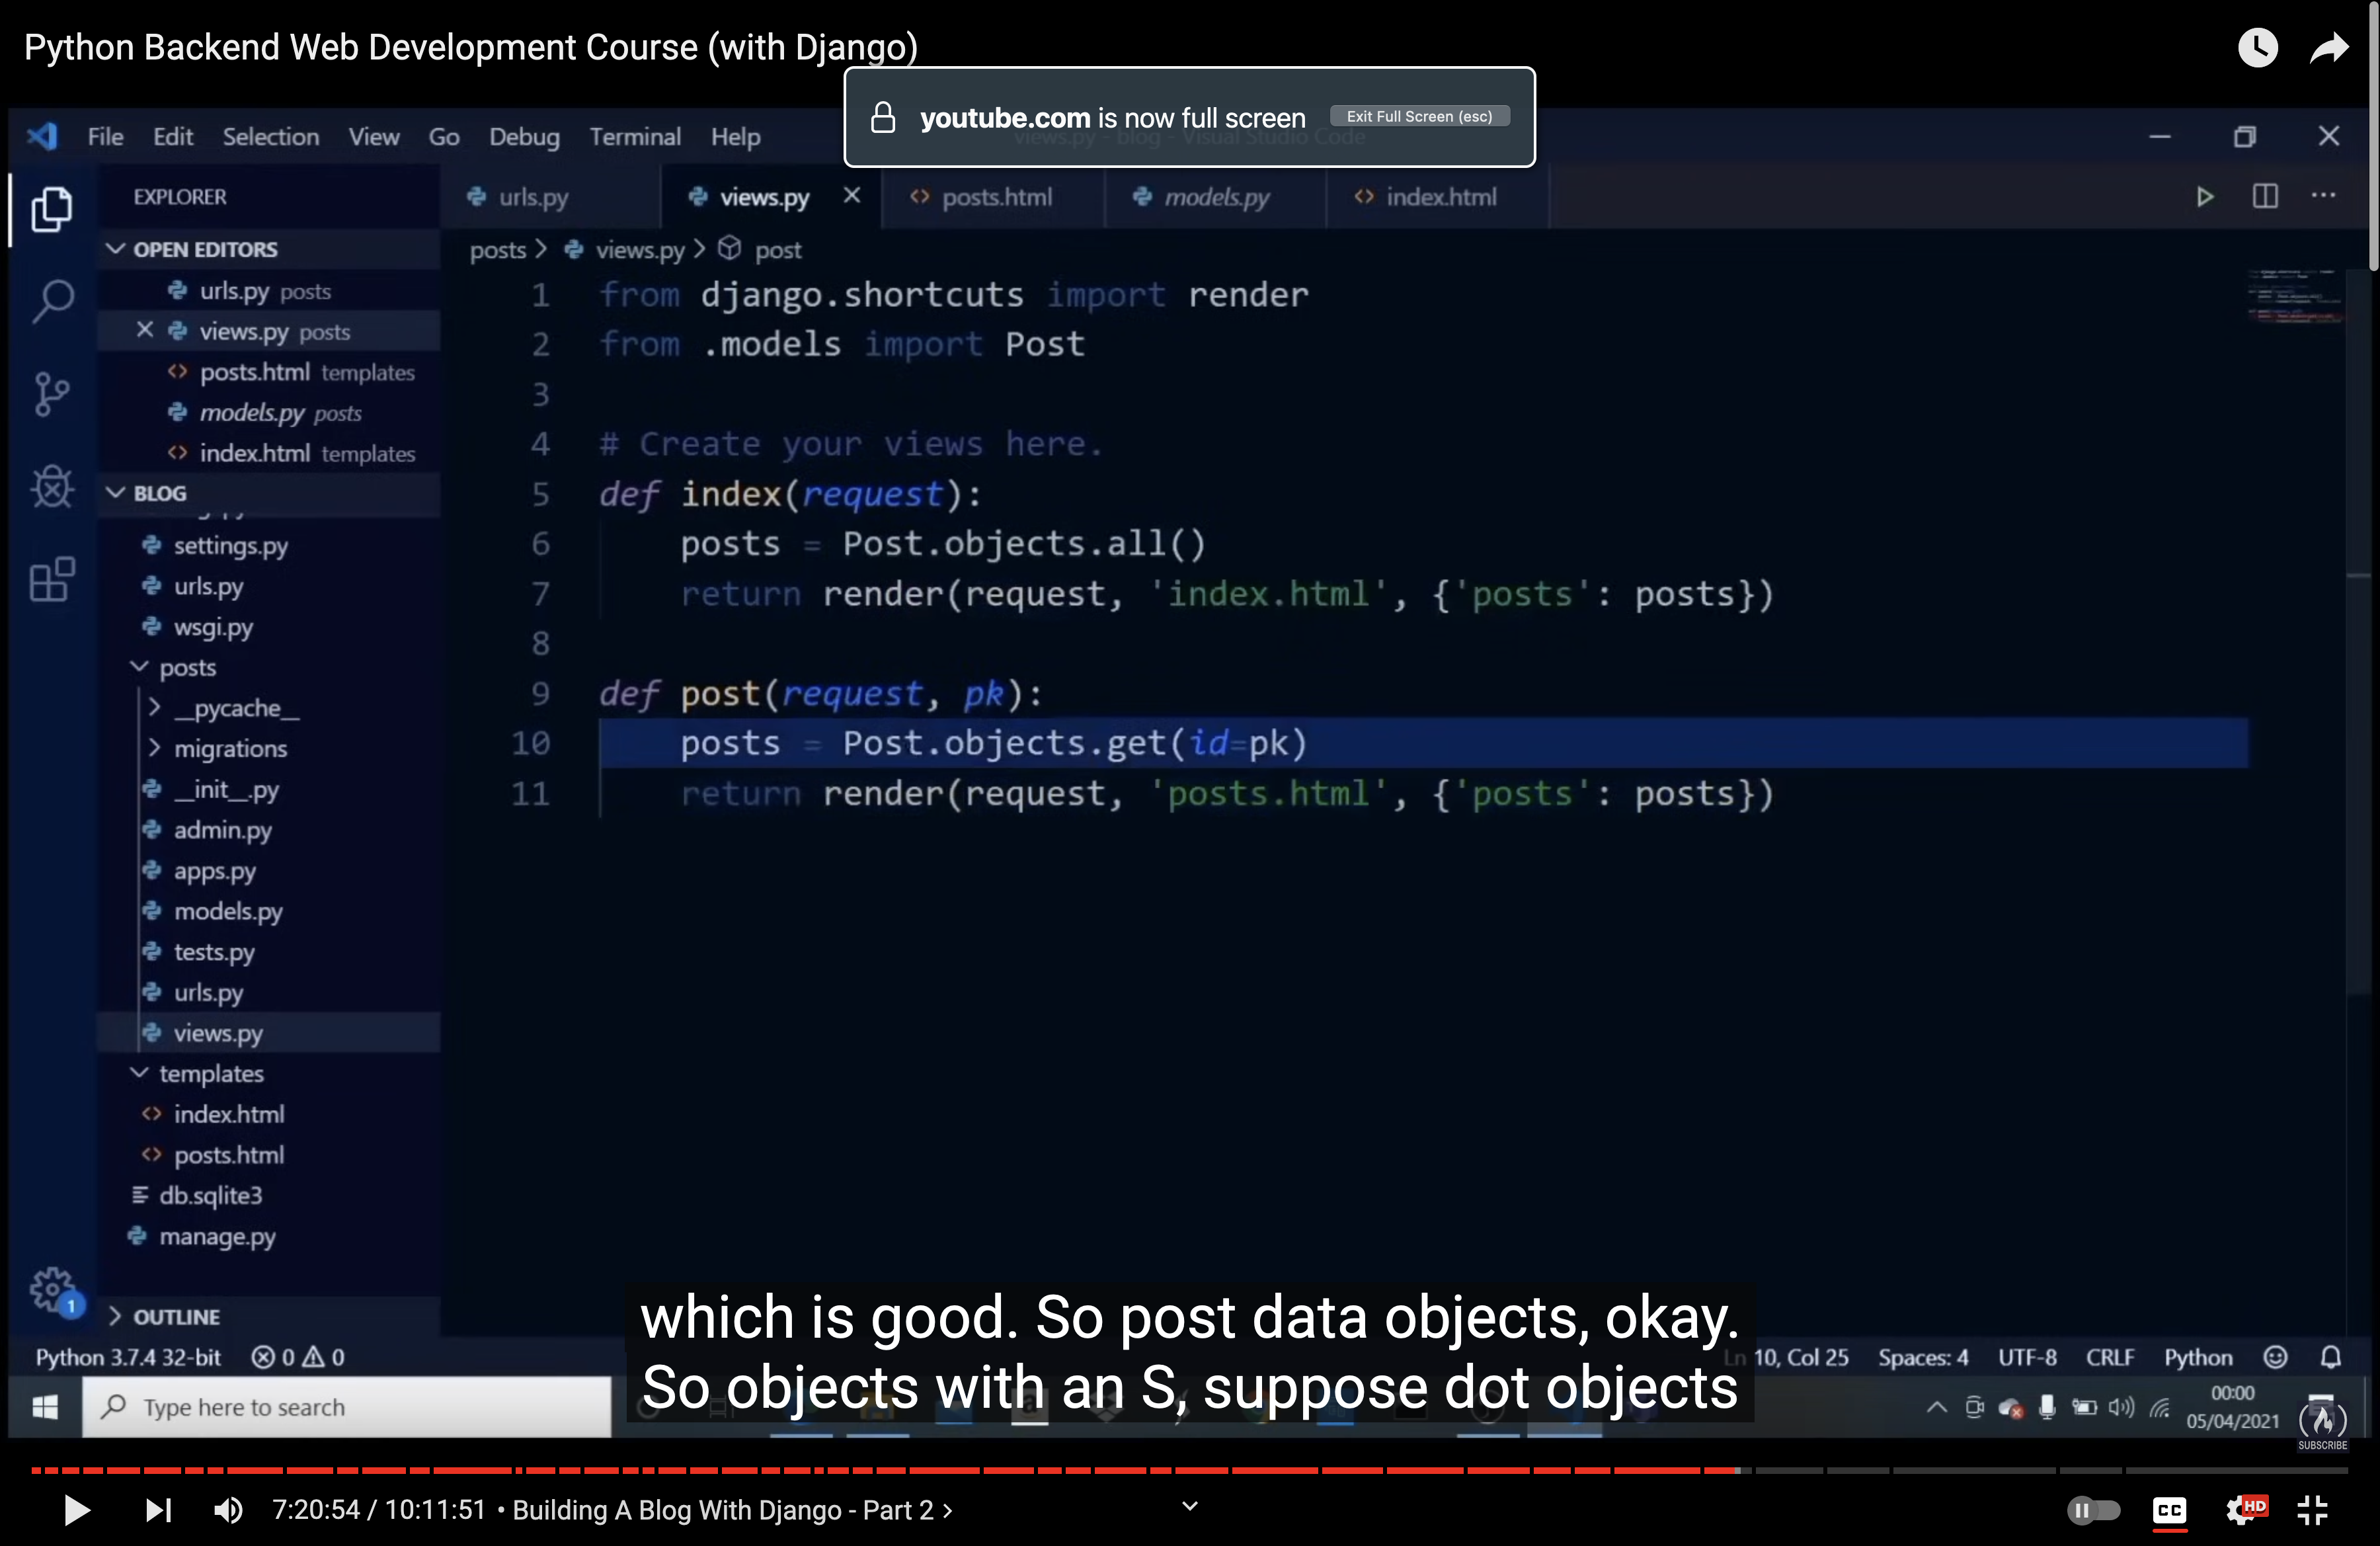 Python Backend Web Development Course (with Django)
youtube.com is now full screen Exit Full Screen (esc)
File Edit Selection View Go Debug Terminal Help views.py - blog - Visual Studio Code
EXPLORER
urls.py views.py posts.html models.py index.html
OPEN EDITORS
posts > views.py > post
urls.py posts
views.py posts
posts.html templates
models.py posts
index.html templates
BLOG
settings.py
urls.py
wsgi.py
posts
__pycache__
migrations
__init__.py
admin.py
apps.py
models.py
tests.py
urls.py
views.py
templates
index.html
posts.html
db.sqlite3
manage.py
OUTLINE
1 from django.shortcuts import render
2 from .models import Post
3
4 # Create your views here.
5 def index(request):
6 posts = Post.objects.all()
7 return render(request, 'index.html', {'posts': posts})
8
9 def post(request, pk):
10 posts = Post.objects.get(id=pk)
11 return render(request, 'posts.html', {'posts': posts})
which is good. So post data objects, okay.
So objects with an S, suppose dot objects
Python 3.7.4 32-bit 0 0 Ln 10, Col 25 Spaces: 4 UTF-8 CRLF Python
1
Type here to search
00:00
05/04/2021
SUBSCRIBE
7:20:54 / 10:11:51 • Building A Blog With Django - Part 2 >
CC HD